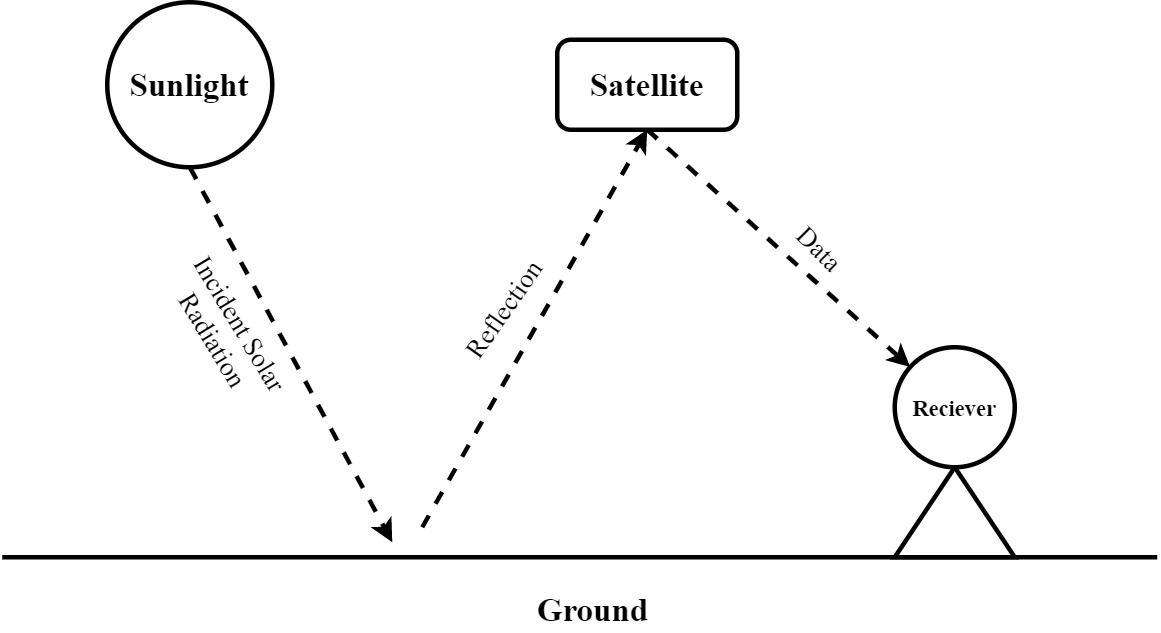 Sunlight
Satellite
Incident Solar
Radiation
Reflection
Data
Reciever
Ground